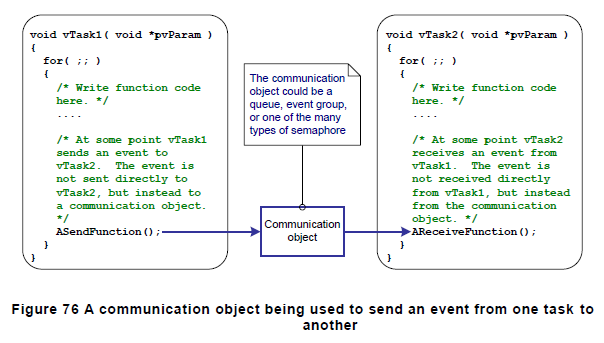 void vTask1( void *pvParam )
{
for( ;; )
{
/* Write function code
here. */
....
/* At some point vTask1
sends an event to
vTask2.  The event is
not sent directly to
vTask2, but instead to
a communication object.
*/
ASendFunction();
}
}
The communication
object could be a
queue, event group,
or one of the many
types of semaphore
Communication
object
void vTask2( void *pvParam )
{
for( ;; )
{
/* Write function code
here. */
....
/* At some point vTask2
receives an event from
vTask1.  The event is
not received directly
from vTask1, but instead
from the communication
object. */
AReceiveFunction();
}
}
Figure 76 A communication object being used to send an event from one task to
another